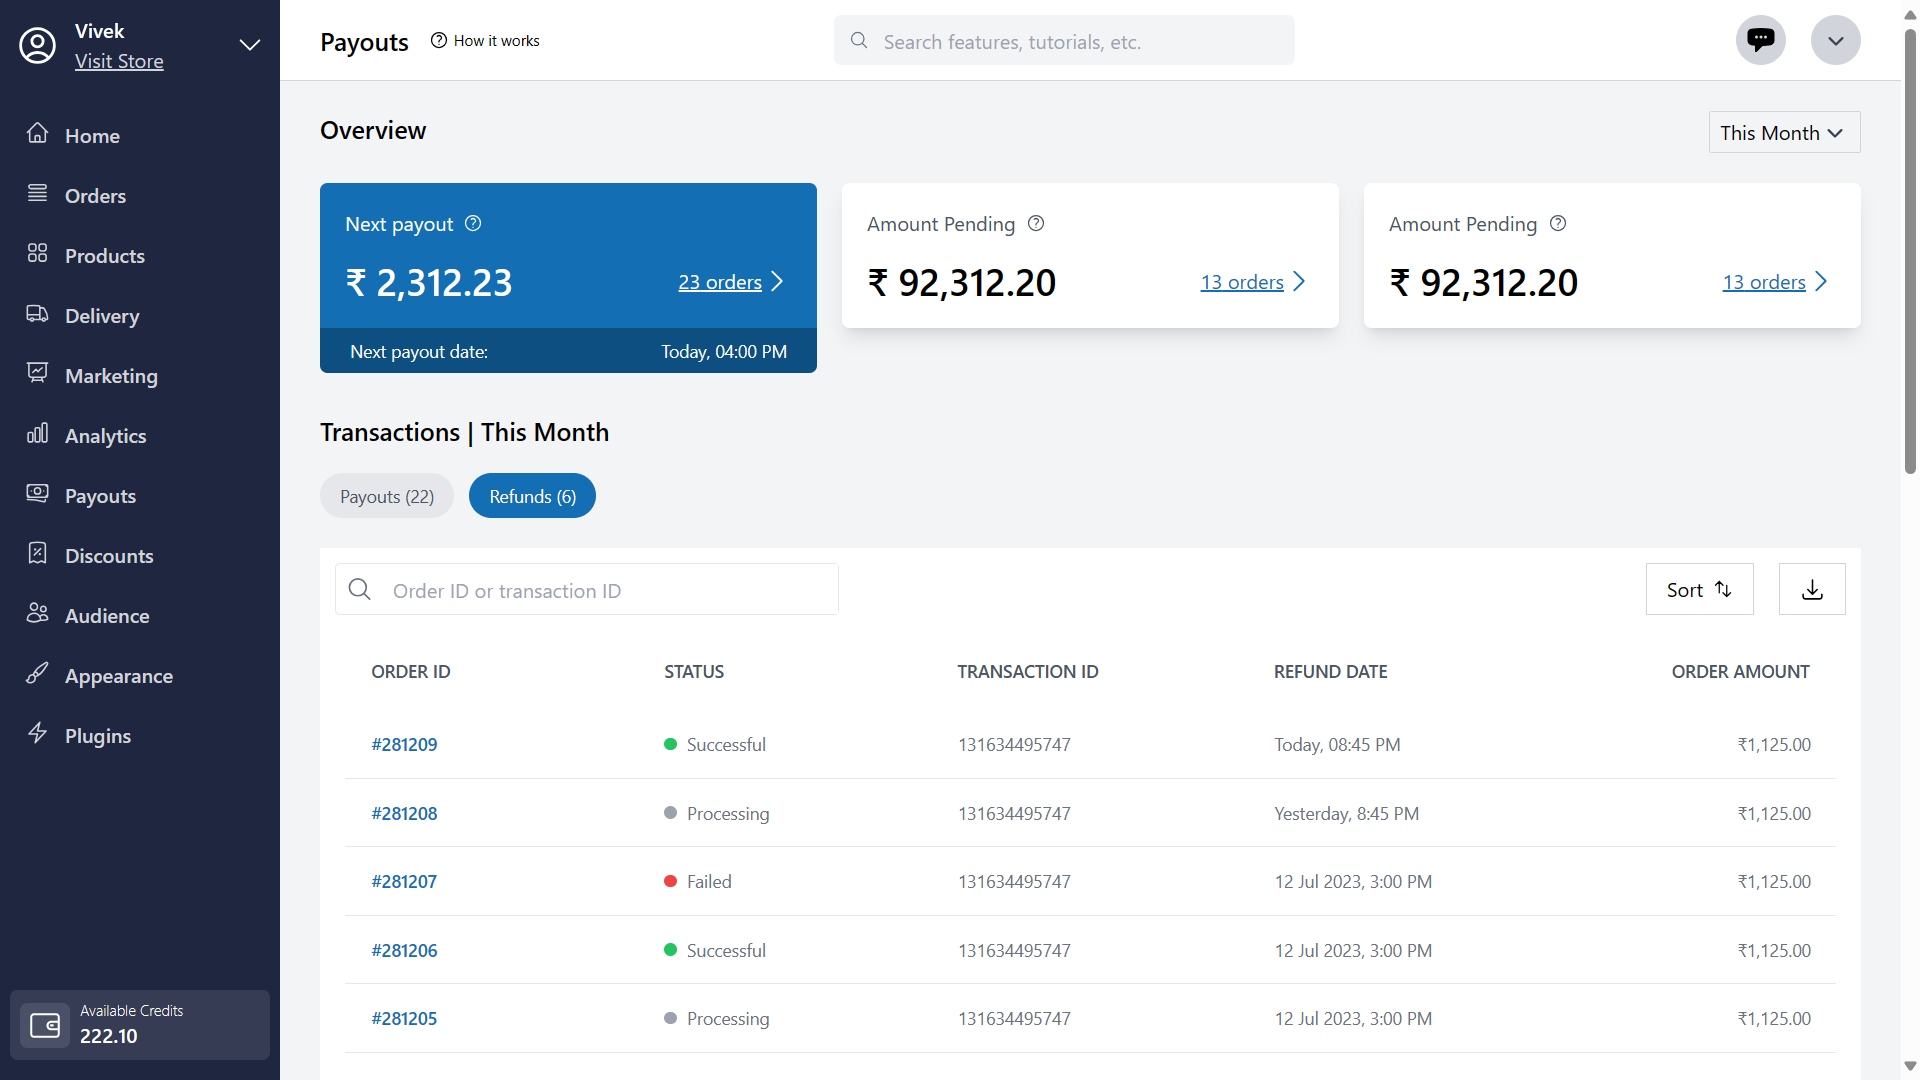 Vivek
Visit Store
Home
Orders
Products
Delivery
Marketing
Analytics
Payouts
Discounts
Audience
Appearance
Plugins
Available Credits
222.10
Payouts
How it works
Search features, tutorials, etc.
Overview
This Month
Next payout
₹ 2,312.23
23 orders
Next payout date:
Today, 04:00 PM
Amount Pending
₹ 92,312.20
13 orders
Amount Pending
₹ 92,312.20
13 orders
Transactions | This Month
Payouts (22)
Refunds (6)
Order ID or transaction ID
Sort
ORDER ID STATUS TRANSACTION ID REFUND DATE ORDER AMOUNT
#281209 Successful 131634495747 Today, 08:45 PM ₹1,125.00
#281208 Processing 131634495747 Yesterday, 8:45 PM ₹1,125.00
#281207 Failed 131634495747 12 Jul 2023, 3:00 PM ₹1,125.00
#281206 Successful 131634495747 12 Jul 2023, 3:00 PM ₹1,125.00
#281205 Processing 131634495747 12 Jul 2023, 3:00 PM ₹1,125.00